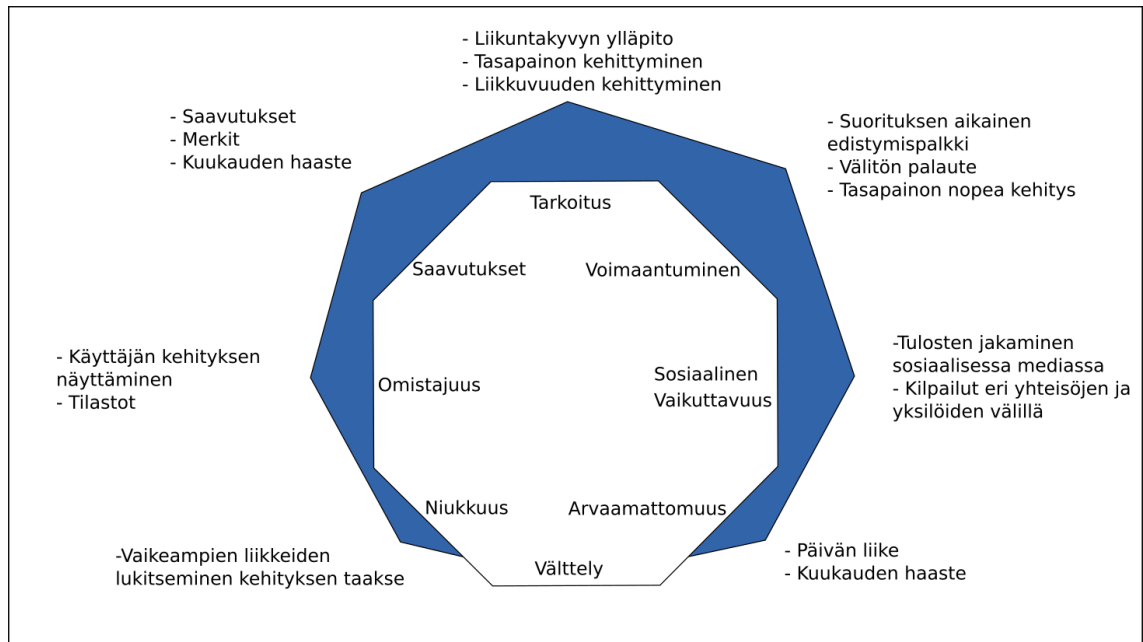 - Liikuntakyvyn ylläpito
- Tasapainon kehittyminen
- Liikkuvuuden kehittyminen
- Saavutukset
- Merkit
- Kuukauden haaste
- Suorituksen aikainen
edistymispalkki
- Välitön palaute
- Tasapainon nopea kehitys
Tarkoitus
Saavutukset
Voimaantuminen
- Käyttäjän kehityksen
näyttäminen
- Tilastot
Omistajuus
Sosiaalinen
Vaikuttavuus
-Tulosten jakaminen
sosiaalisessa mediassa
- Kilpailut eri yhteisöjen ja
yksilöiden välillä
Niukkuus
Arvaamattomuus
-Vaikeampien liikkeiden
lukitseminen kehityksen taakse
Välttely
- Päivän liike
- Kuukauden haaste